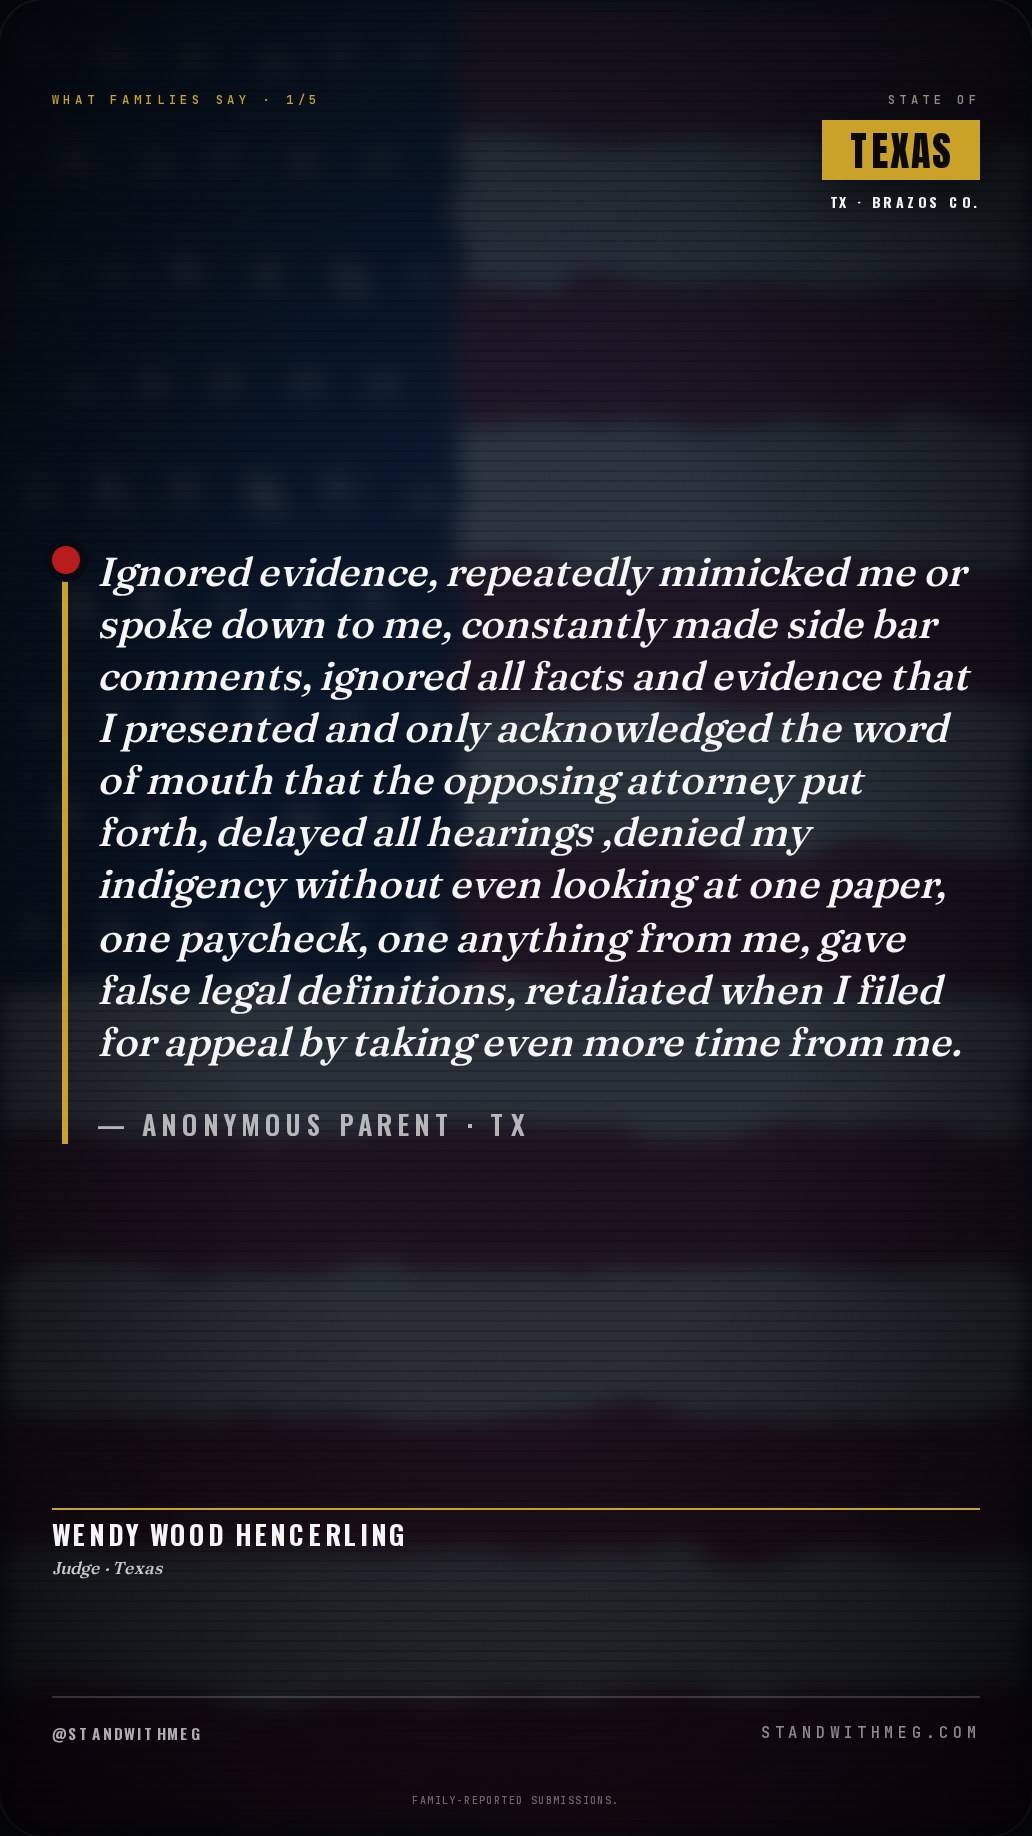 WHAT FAMILIES SAY · 1/5
STATE OF
TEXAS
TX · BRAZOS CO.
Ignored evidence, repeatedly mimicked me or
spoke down to me, constantly made side bar
comments, ignored all facts and evidence that
I presented and only acknowledged the word
of mouth that the opposing attorney put
forth, delayed all hearings ,denied my
indigency without even looking at one paper,
one paycheck, one anything from me, gave
false legal definitions, retaliated when I filed
for appeal by taking even more time from me.
— ANONYMOUS PARENT · TX
WENDY WOOD HENCERLING
Judge · Texas
@STANDWITHMEG
STANDWITHMEG.COM
FAMILY-REPORTED SUBMISSIONS.